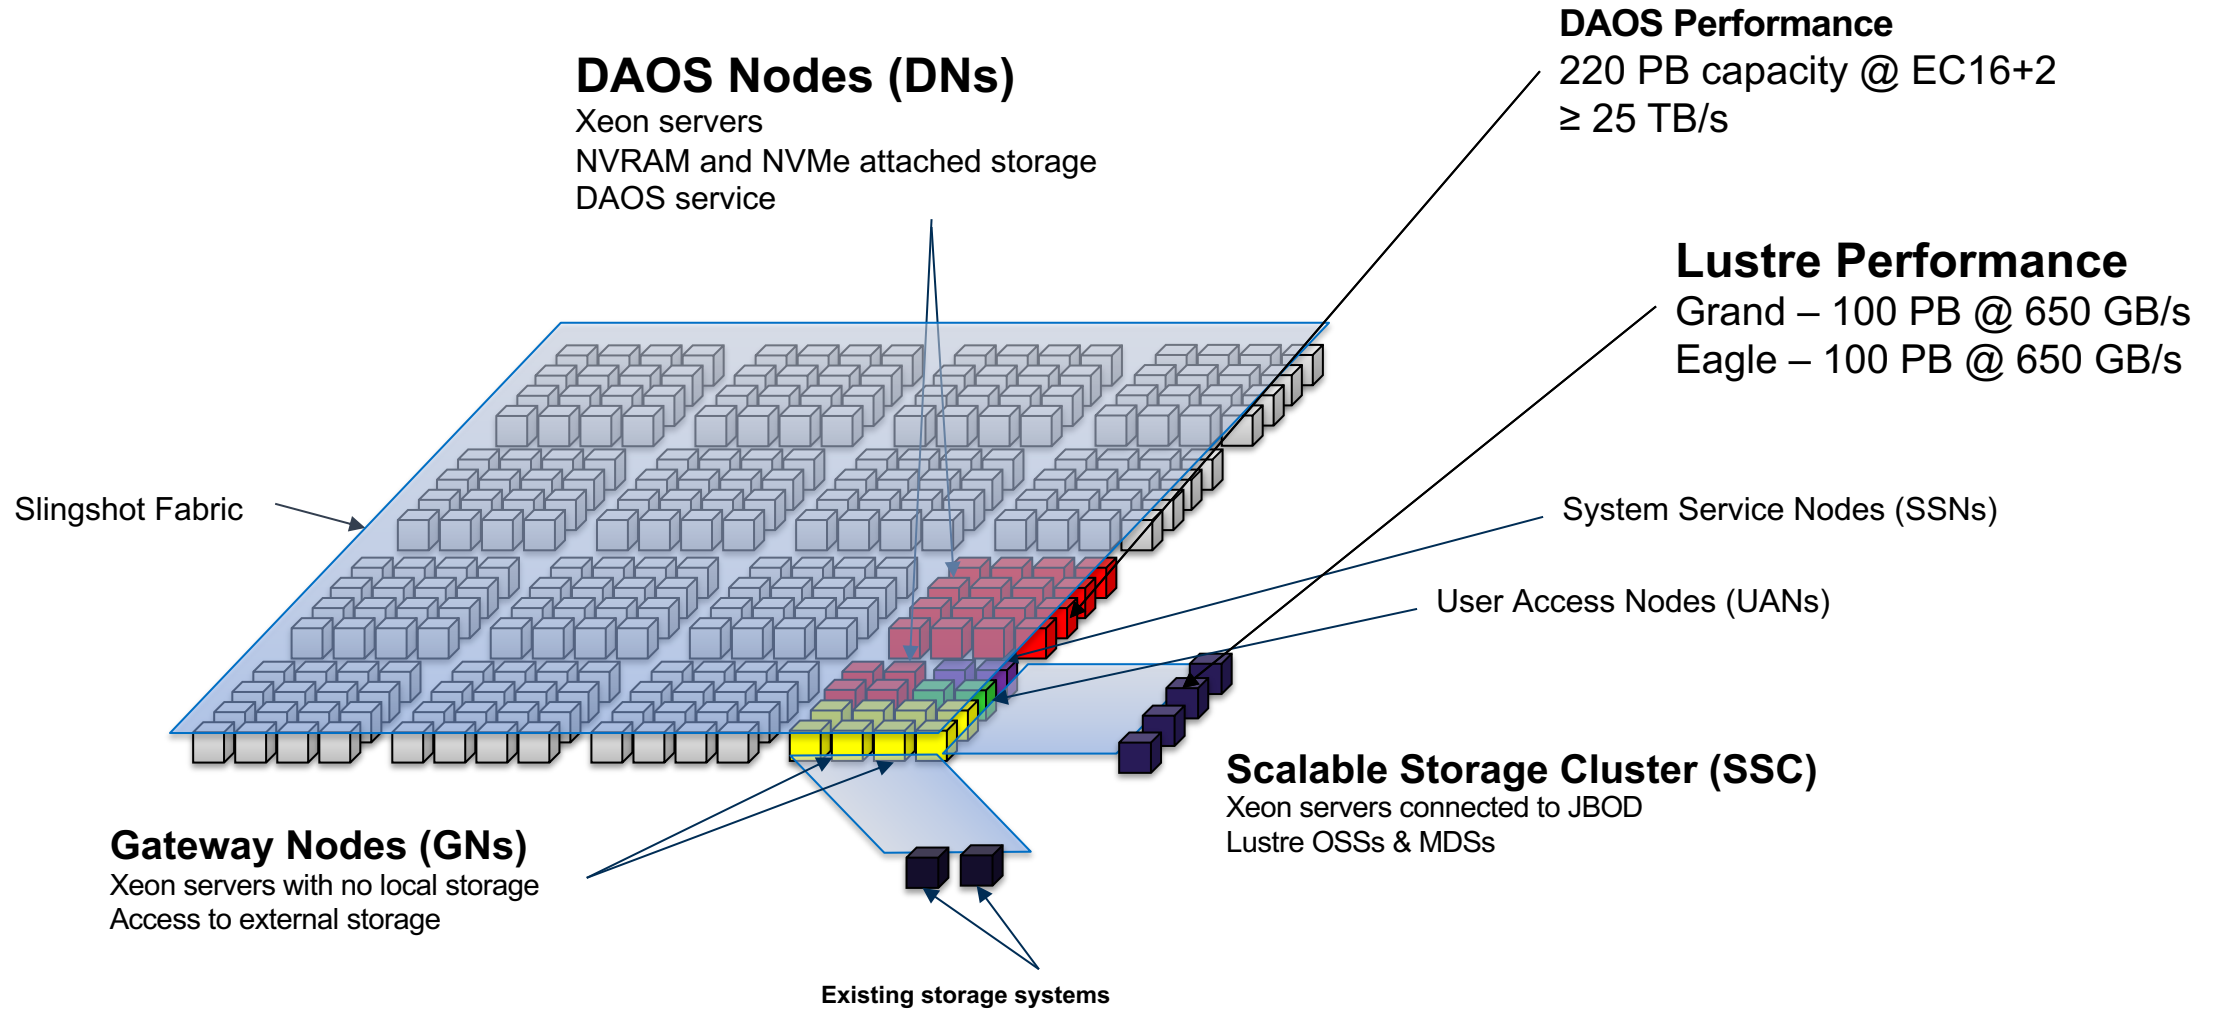 DAOS Performance
220 PB capacity @ EC16+2
≥ 25 TB/s
DAOS Nodes (DNs)
Xeon servers
NVRAM and NVMe attached storage
DAOS service
Lustre Performance
Grand – 100 PB @ 650 GB/s
Eagle – 100 PB @ 650 GB/s
Slingshot Fabric
System Service Nodes (SSNs)
User Access Nodes (UANs)
Scalable Storage Cluster (SSC)
Xeon servers connected to JBOD
Lustre OSSs & MDSs
Gateway Nodes (GNs)
Xeon servers with no local storage
Access to external storage
Existing storage systems